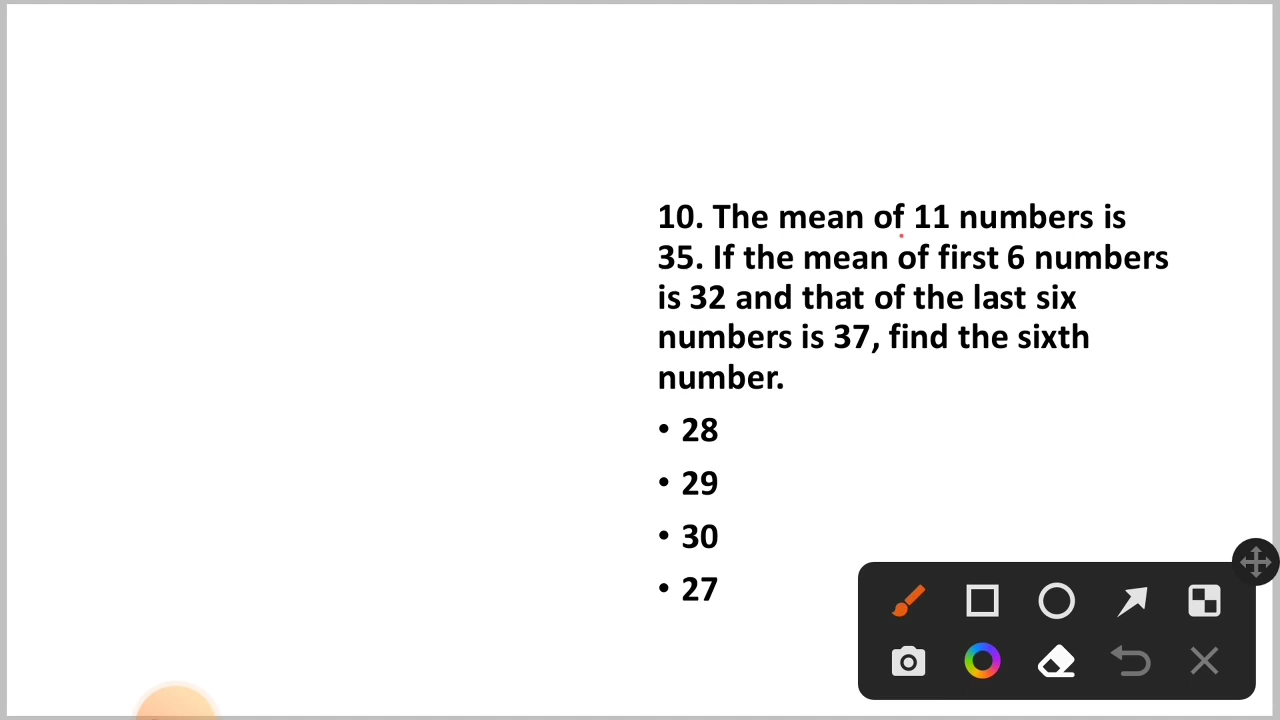 10. The mean of 11 numbers is
35. If the mean of first 6 numbers
is 32 and that of the last six
numbers is 37, find the sixth
number.
• 28
• 29
• 30
• 27